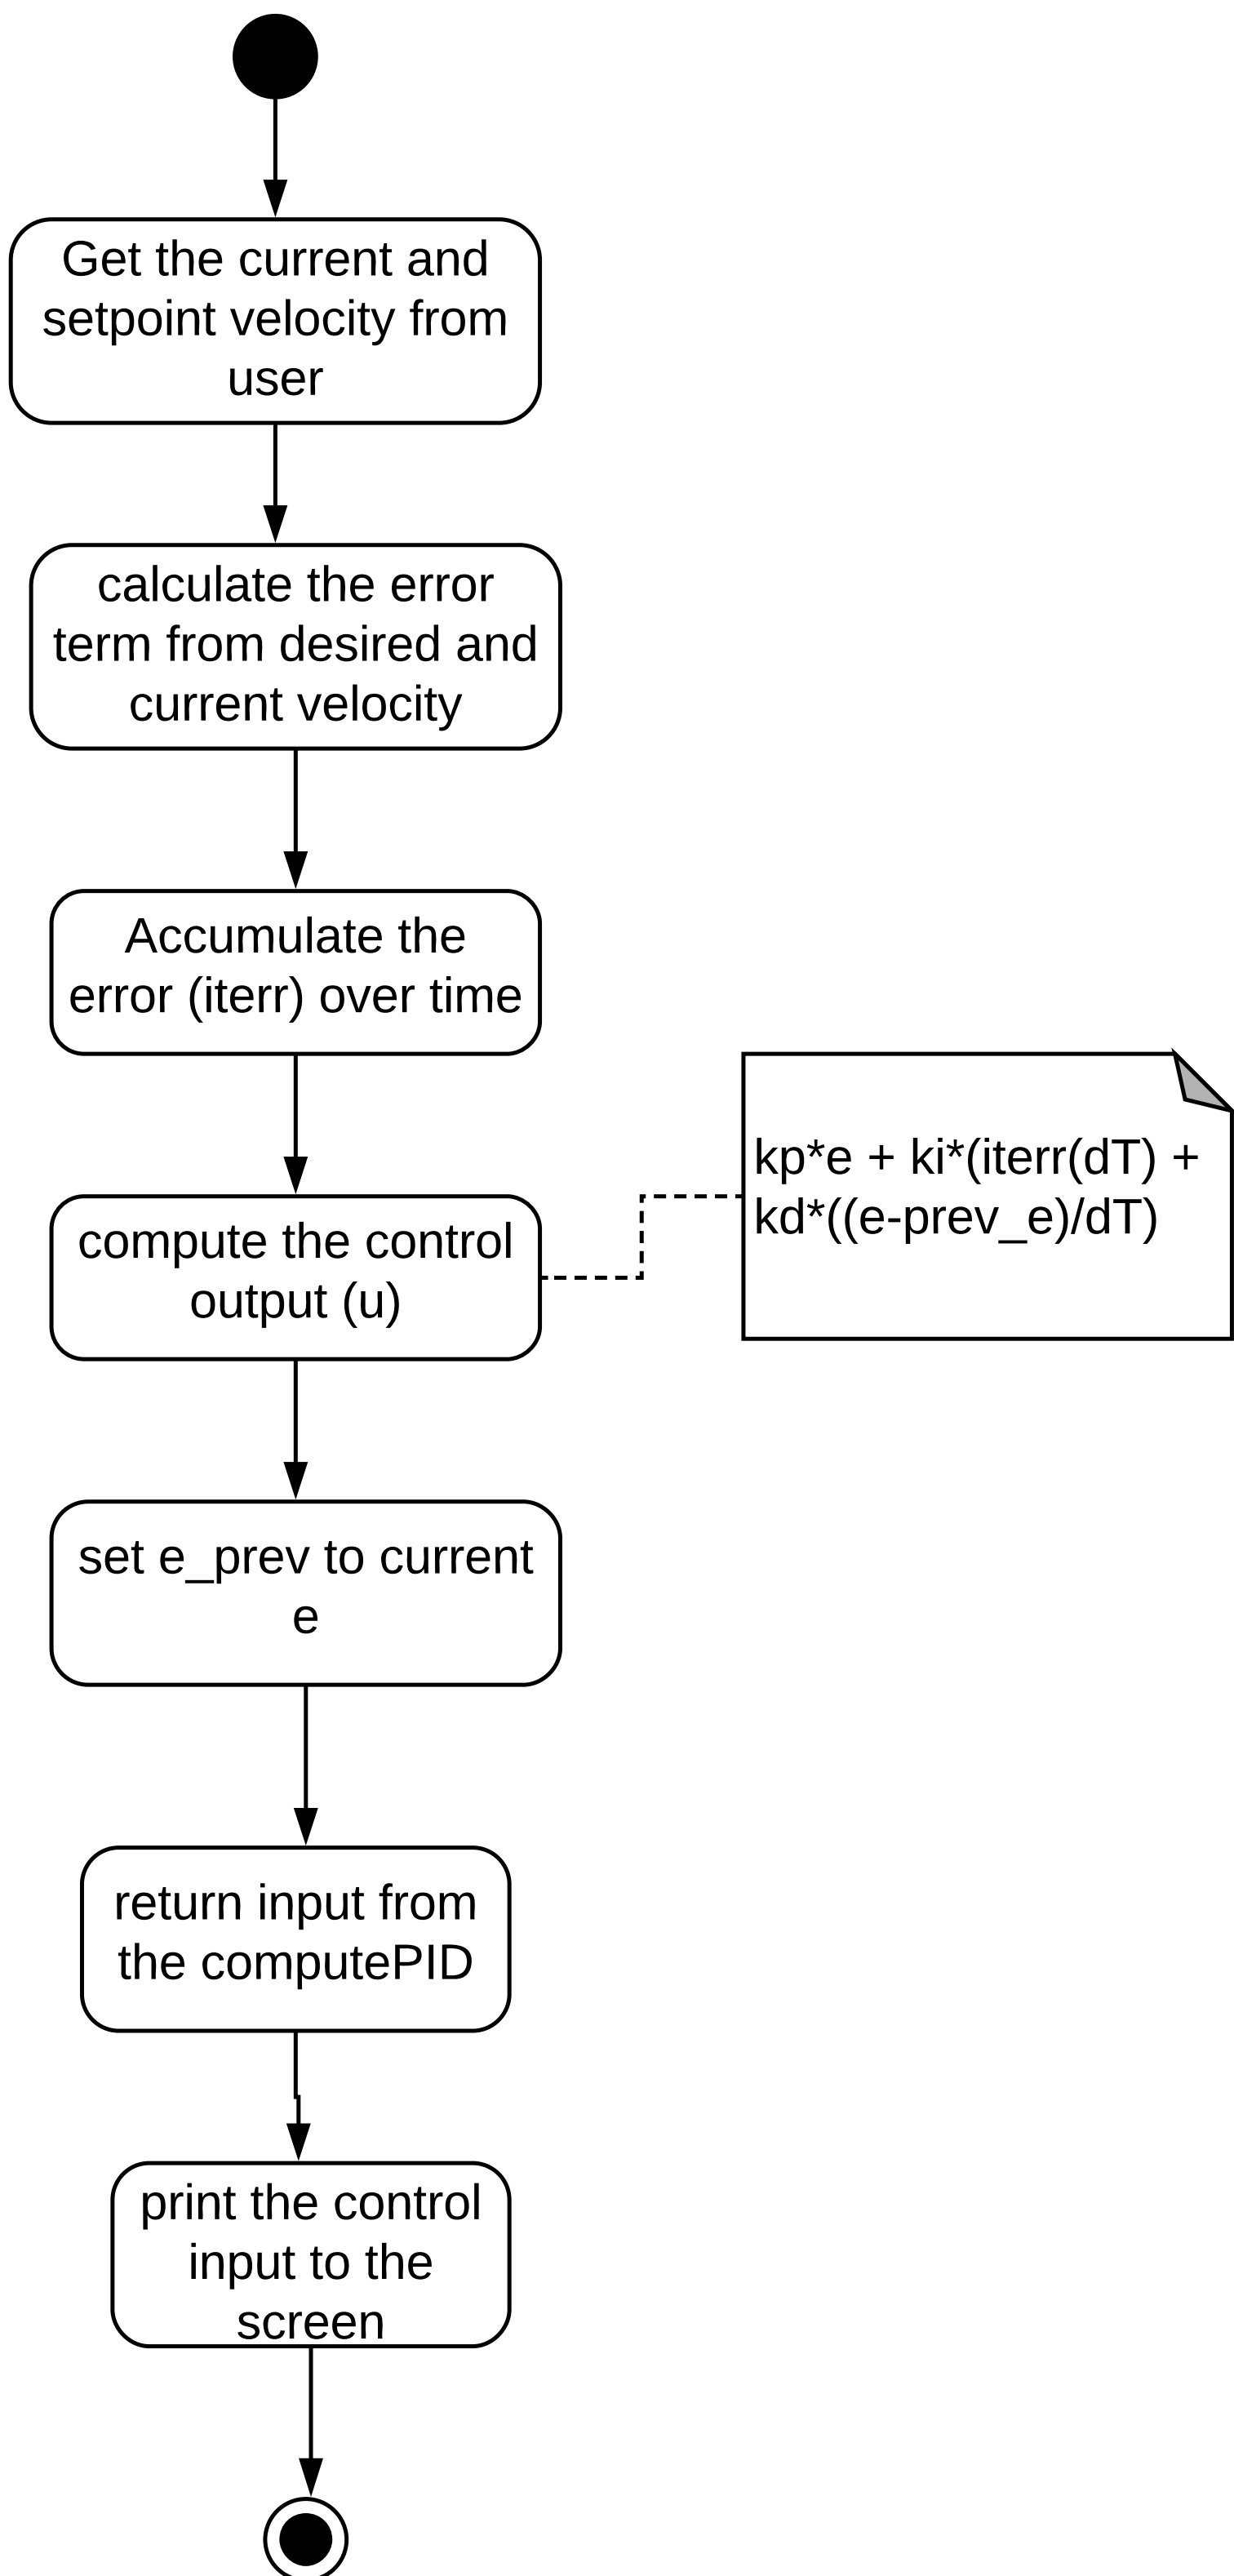 Get the current and
setpoint velocity from
user
calculate the error
term from desired and
current velocity
Accumulate the
error (iterr) over time
compute the control
output (u)
kp*e + ki*(iterr(dT) +
kd*((e-prev_e)/dT)
set e_prev to current
e
return input from
the computePID
print the control
input to the
screen